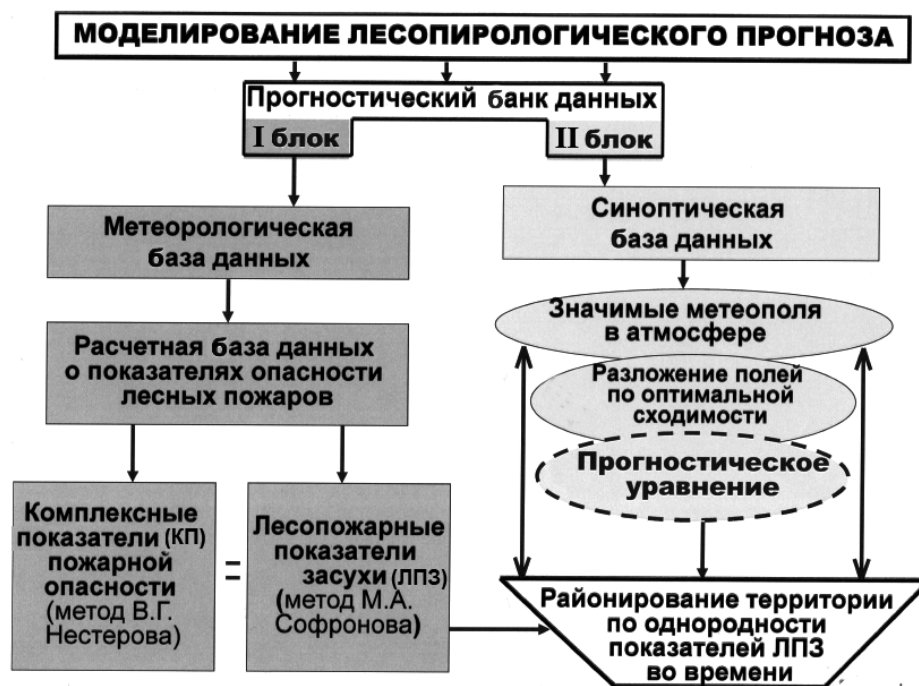 МОДЕЛИРОВАНИЕ ЛЕСОПИРОЛОГИЧЕСКОГО ПРОГНОЗА
Прогностический банк данных
I блок
II блок
Метеорологическая
база данных
Расчетная база данных
о показателях опасности
лесных пожаров
Комплексные
показатели (КП)
пожарной
опасности
(метод В.Г.
Нестерова)
=
Лесопожарные
показатели
засухи (ЛПЗ)
(метод М.А.
Софронова)
Синоптическая
база данных
Значимые метеополя
в атмосфере
Разложение полей
по оптимальной
сходимости
Прогностическое
уравнение
Районирование территории
по однородности
показателей ЛПЗ
во времени